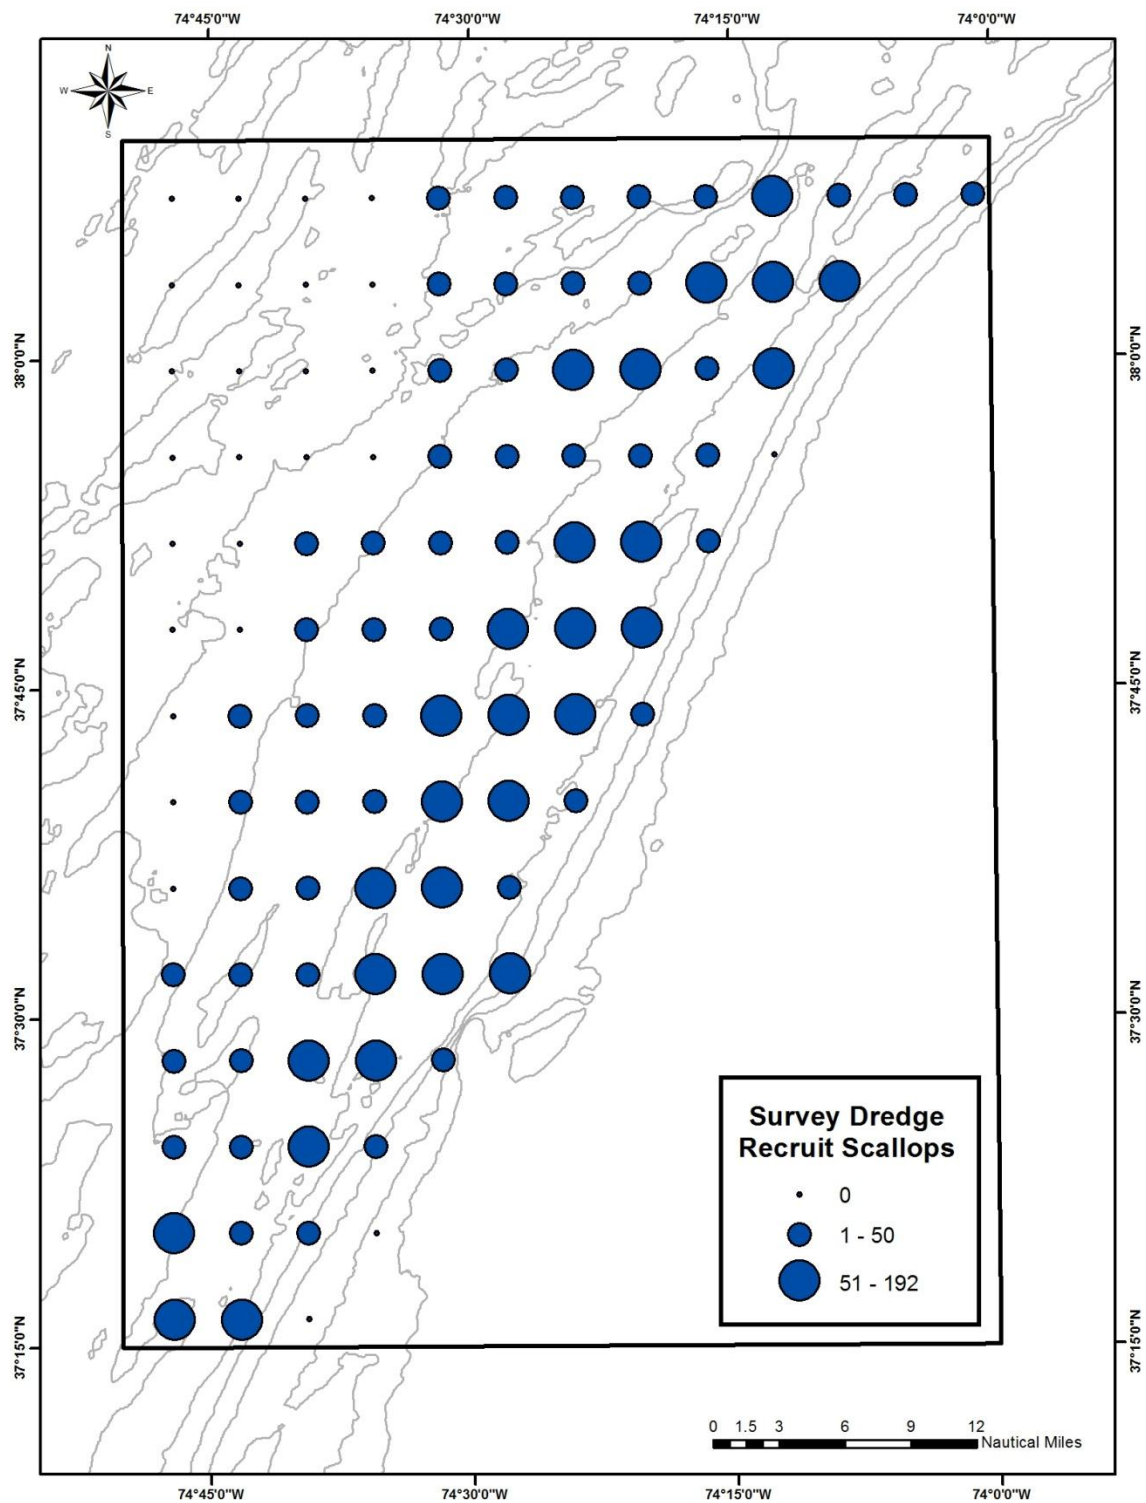 74°45'0"W 74°30'0"W 74°15'0"W 74°0'0"W
N
W E
S
38°0'0"N 38°0'0"N
37°45'0"N 37°45'0"N
37°30'0"N 37°30'0"N
Survey Dredge
Recruit Scallops
0
1 - 50
51 - 192
37°15'0"N 37°15'0"N
0 1.5 3 6 9 12
Nautical Miles
74°45'0"W 74°30'0"W 74°15'0"W 74°0'0"W